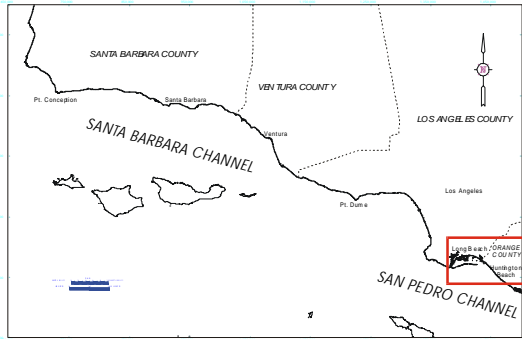 SANTA BARBARA COUNTY
VENTURA COUNTY
N
LOS ANGELES COUNTY
Pt. Conception
Santa Barbara
Ventura
SANTA BARBARA CHANNEL
Los Angeles
Pt. Dume
Long Beach
ORANGE
COUNTY
Huntington
Beach
SAN PEDRO CHANNEL